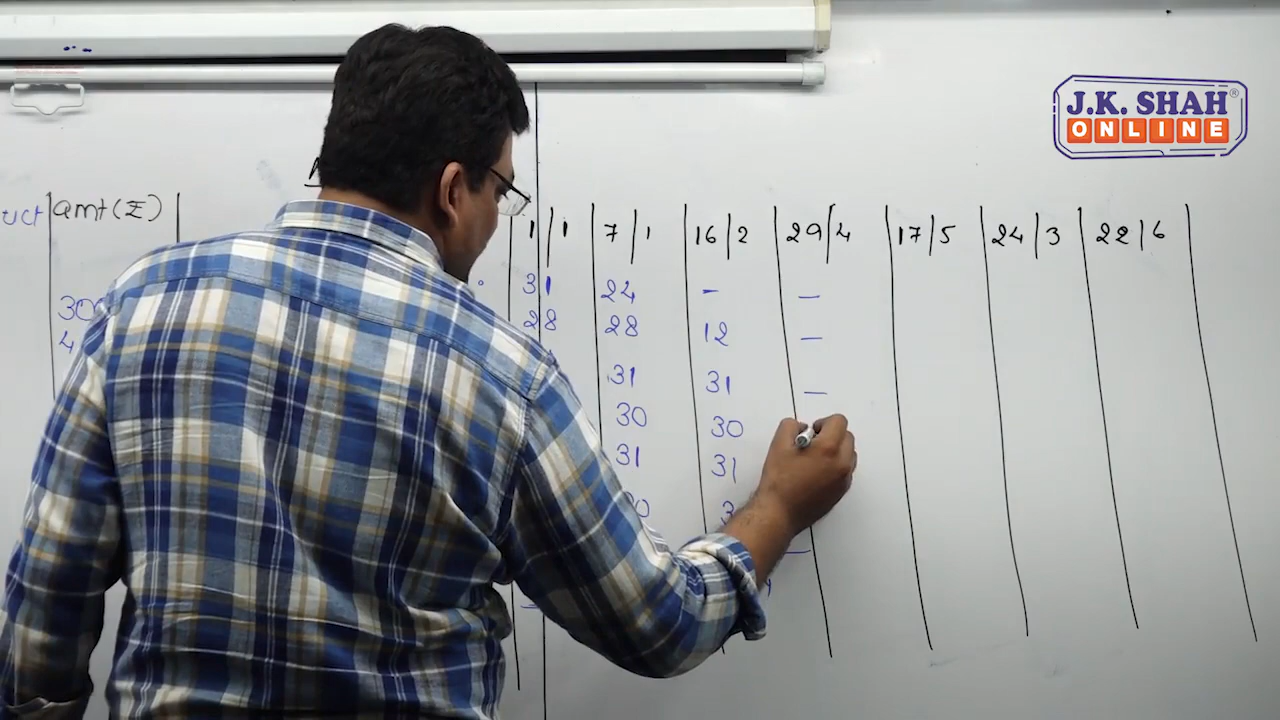 J.K. SHAH®
ONLINE
uct amt(₹)
1/1 7/1 16/2 29/4 17/5 24/3 22/6
31 24 - -
28 28 12 -
31 31 -
30 30
31 31